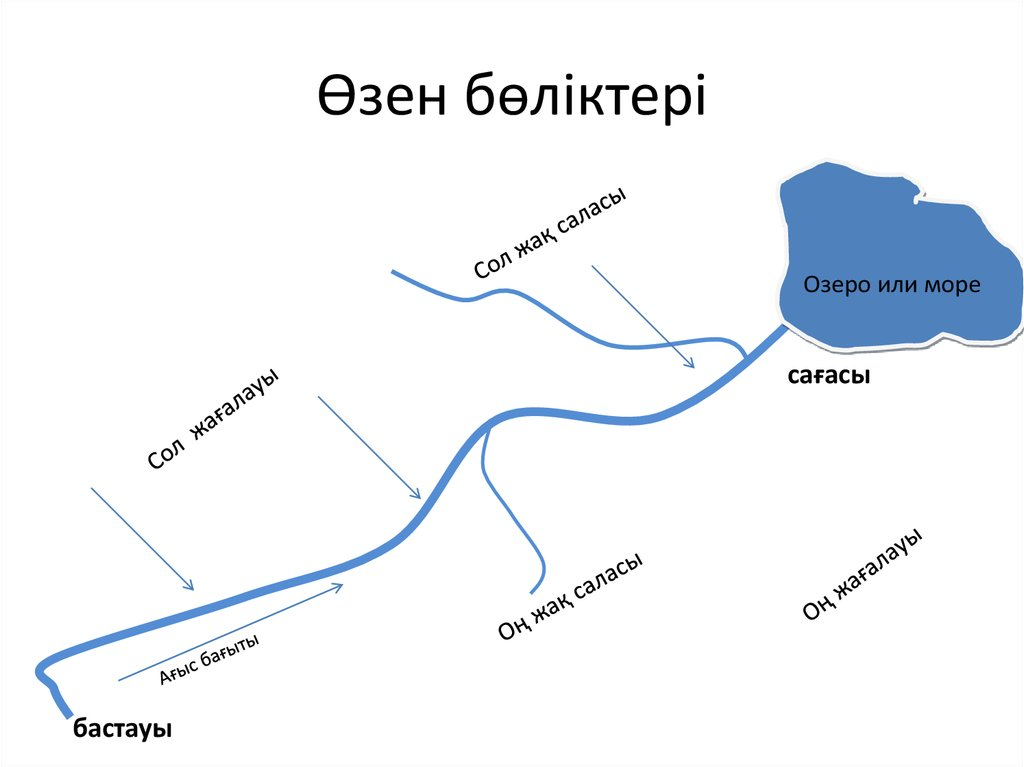 Өзен бөліктері
Сол жақ саласы
Озеро или море
сағасы
Сол жағалауы
Оң жақ саласы
Оң жағалауы
Ағыс бағыты
бастауы